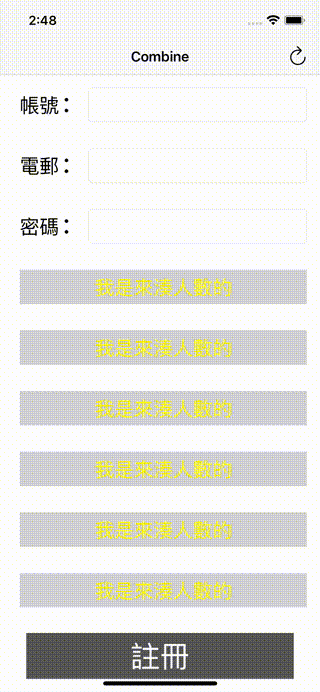 2:48
Combine
帳號：
電郵：
密碼：
我是來湊人數的
我是來湊人數的
我是來湊人數的
我是來湊人數的
我是來湊人數的
我是來湊人數的
註冊